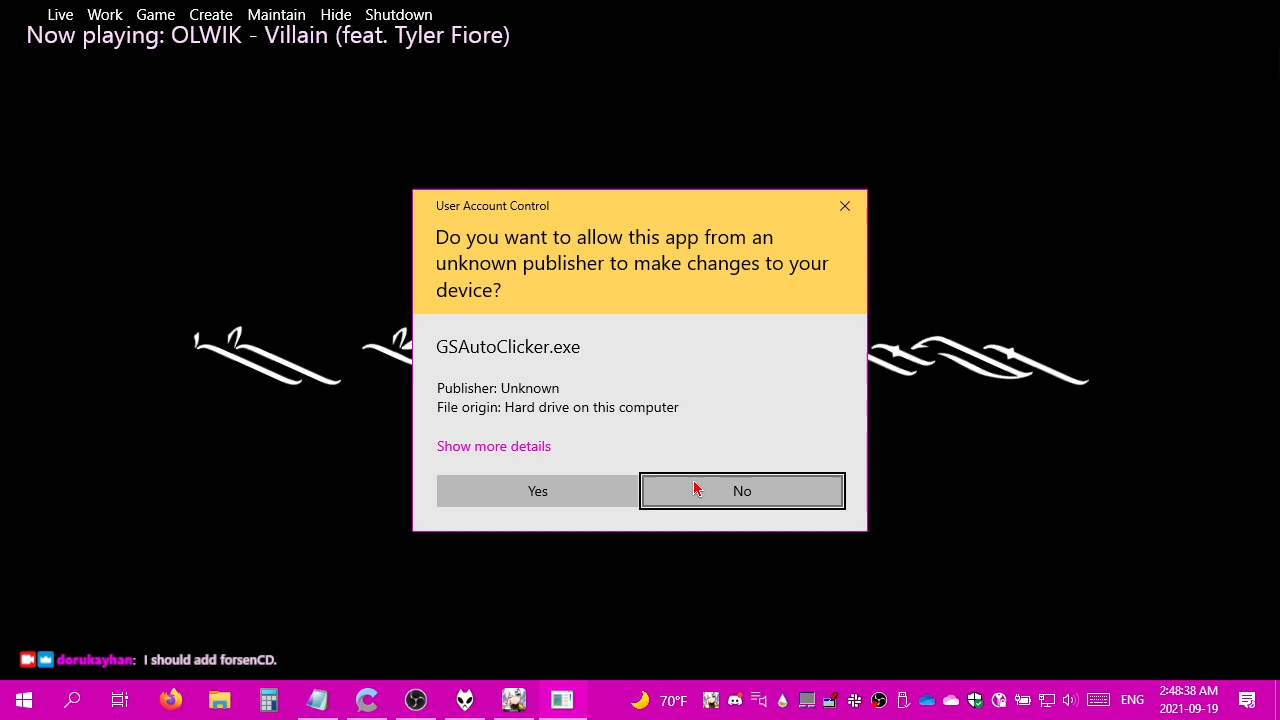 Live Work Game Create Maintain Hide Shutdown
Now playing: OLWIK - Villain (feat. Tyler Fiore)
User Account Control
Do you want to allow this app from an
unknown publisher to make changes to your
device?
GSAutoClicker.exe
Publisher: Unknown
File origin: Hard drive on this computer
Show more details
Yes No
dorukayhan: I should add forsenCD.
70°F ENG 2:48:38 AM
2021-09-19